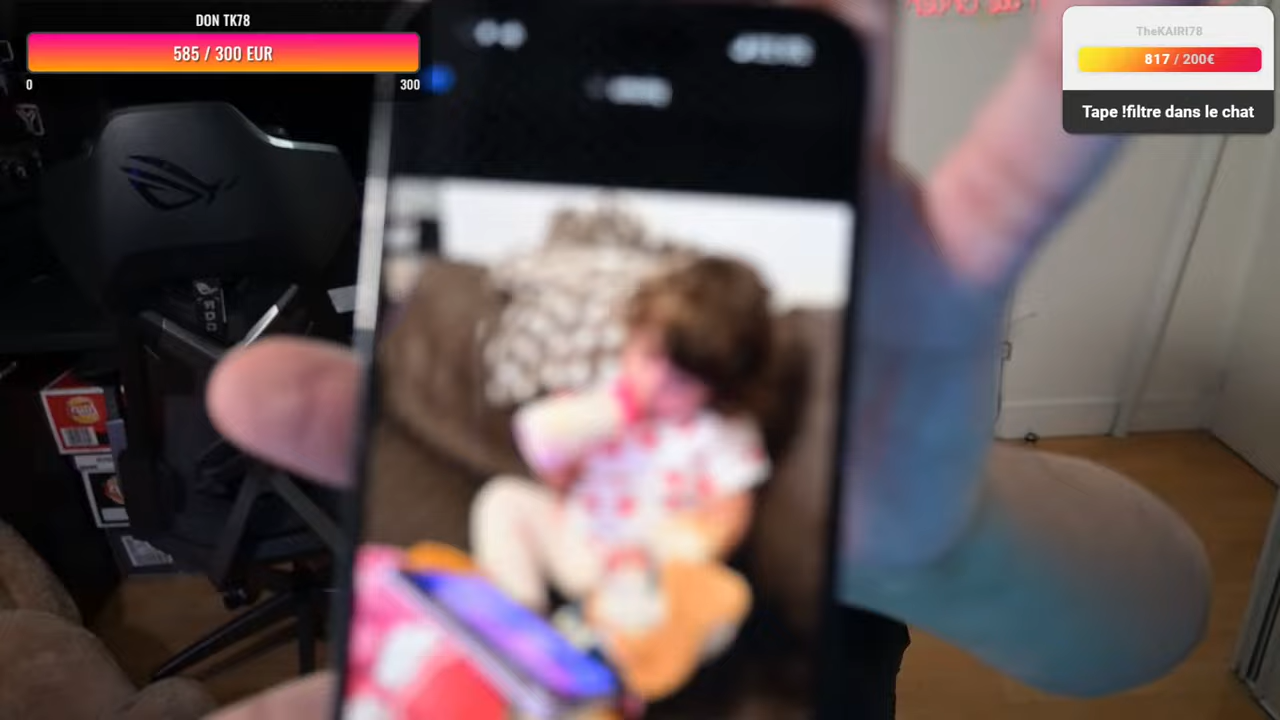 DON TK78
585 / 300 EUR
0
300
TheKAIRI78
817 / 200€
Tape !filtre dans le chat